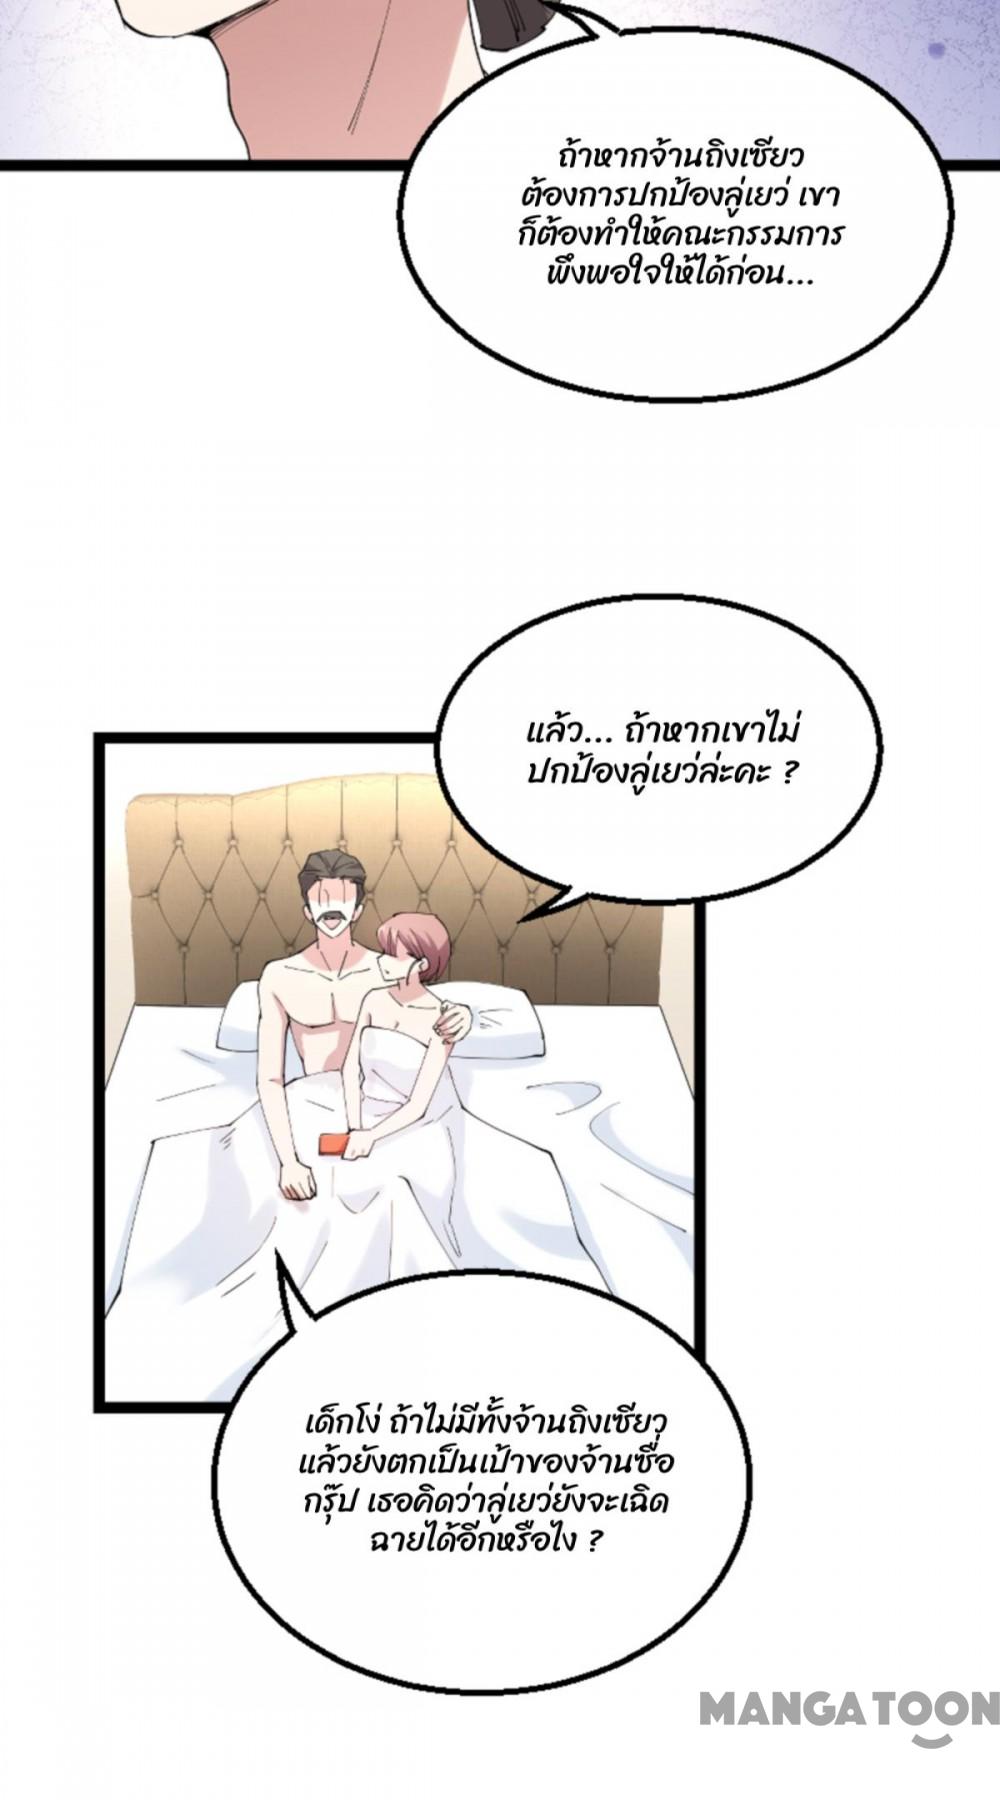 ถ้าหากจ้านถิงเซียว
ต้องการปกป้องลู่เยว่ เขา
ก็ต้องทำให้คณะกรรมการ
พึงพอใจให้ได้ก่อน...
แล้ว... ถ้าหากเขาไม่
ปกป้องลู่เยว่ล่ะคะ ?
เด็กโง่ ถ้าไม่มีทั้งจ้านถิงเซียว
แล้วยังตกเป็นเป้าของจ้านซื่อ
กรุ๊ป เธอคิดว่าลู่เยว่ยังจะเฉิด
ฉายได้อีกหรือไง ?
MANGATOON